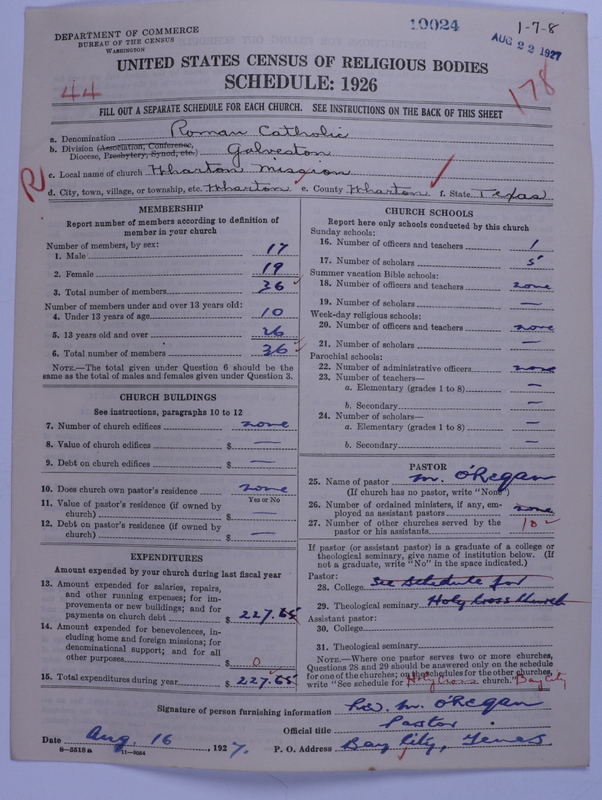 DEPARTMENT OF COMMERCE
BUREAU OF THE CENSUS
WASHINGTON
19924
1-7-8
AUG 22 1927
UNITED STATES CENSUS OF RELIGIOUS BODIES
SCHEDULE: 1926
44
178
FILL OUT A SEPARATE SCHEDULE FOR EACH CHURCH. SEE INSTRUCTIONS ON THE BACK OF THIS SHEET
a. Denomination Roman Catholic
b. Division (Association, Conference, Diocese, Presbytery, Synod, etc.) Galveston
c. Local name of church Wharton Mission
R
d. City, town, village, or township, etc. Wharton e. County Wharton f. State Texas
MEMBERSHIP
Report number of members according to definition of
member in your church
Number of members, by sex:
1. Male 17
2. Female 19
3. Total number of members 36
Number of members under and over 13 years old:
4. Under 13 years of age 10
5. 13 years old and over 26
6. Total number of members 36
NOTE.—The total given under Question 6 should be the
same as the total of males and females given under Question 3.
CHURCH BUILDINGS
See instructions, paragraphs 10 to 12
7. Number of church edifices none
8. Value of church edifices $ —
9. Debt on church edifices $ —
10. Does church own pastor's residence none
Yes or No
11. Value of pastor's residence (if owned by
church) $ —
12. Debt on pastor's residence (if owned by
church) $ —
EXPENDITURES
Amount expended by your church during last fiscal year
13. Amount expended for salaries, repairs,
and other running expenses; for im-
provements or new buildings; and for
payments on church debt $ 227.65
14. Amount expended for benevolences, in-
cluding home and foreign missions; for
denominational support; and for all
other purposes $ 0
15. Total expenditures during year $ 227.65
CHURCH SCHOOLS
Report here only schools conducted by this church
Sunday schools:
16. Number of officers and teachers 1
17. Number of scholars 5
Summer vacation Bible schools:
18. Number of officers and teachers none
19. Number of scholars —
Week-day religious schools:
20. Number of officers and teachers none
21. Number of scholars —
Parochial schools:
22. Number of administrative officers none
23. Number of teachers—
a. Elementary (grades 1 to 8) —
b. Secondary —
24. Number of scholars—
a. Elementary (grades 1 to 8) —
b. Secondary —
PASTOR
25. Name of pastor M. O'Regan
(If church has no pastor, write "None")
26. Number of ordained ministers, if any, em-
ployed as assistant pastors none
27. Number of other churches served by the
pastor or his assistants 10
If pastor (or assistant pastor) is a graduate of a college or
theological seminary, give name of institution below. (If
not a graduate, write "No" in the space indicated.)
Pastor:
28. College See Schedule for
29. Theological seminary Holy Cross Church
Assistant pastor:
30. College
31. Theological seminary
NOTE.—Where one pastor serves two or more churches,
Questions 28 and 29 should be answered only on the schedule
for one of the churches; on the schedules for the other churches
write "See schedule for Holy Cross church." Bay City
Signature of person furnishing information Rev. M. O'Regan
Official title Pastor
Date Aug. 16, 1927. P. O. Address Bay City, Texas
8-5518a 11-9034